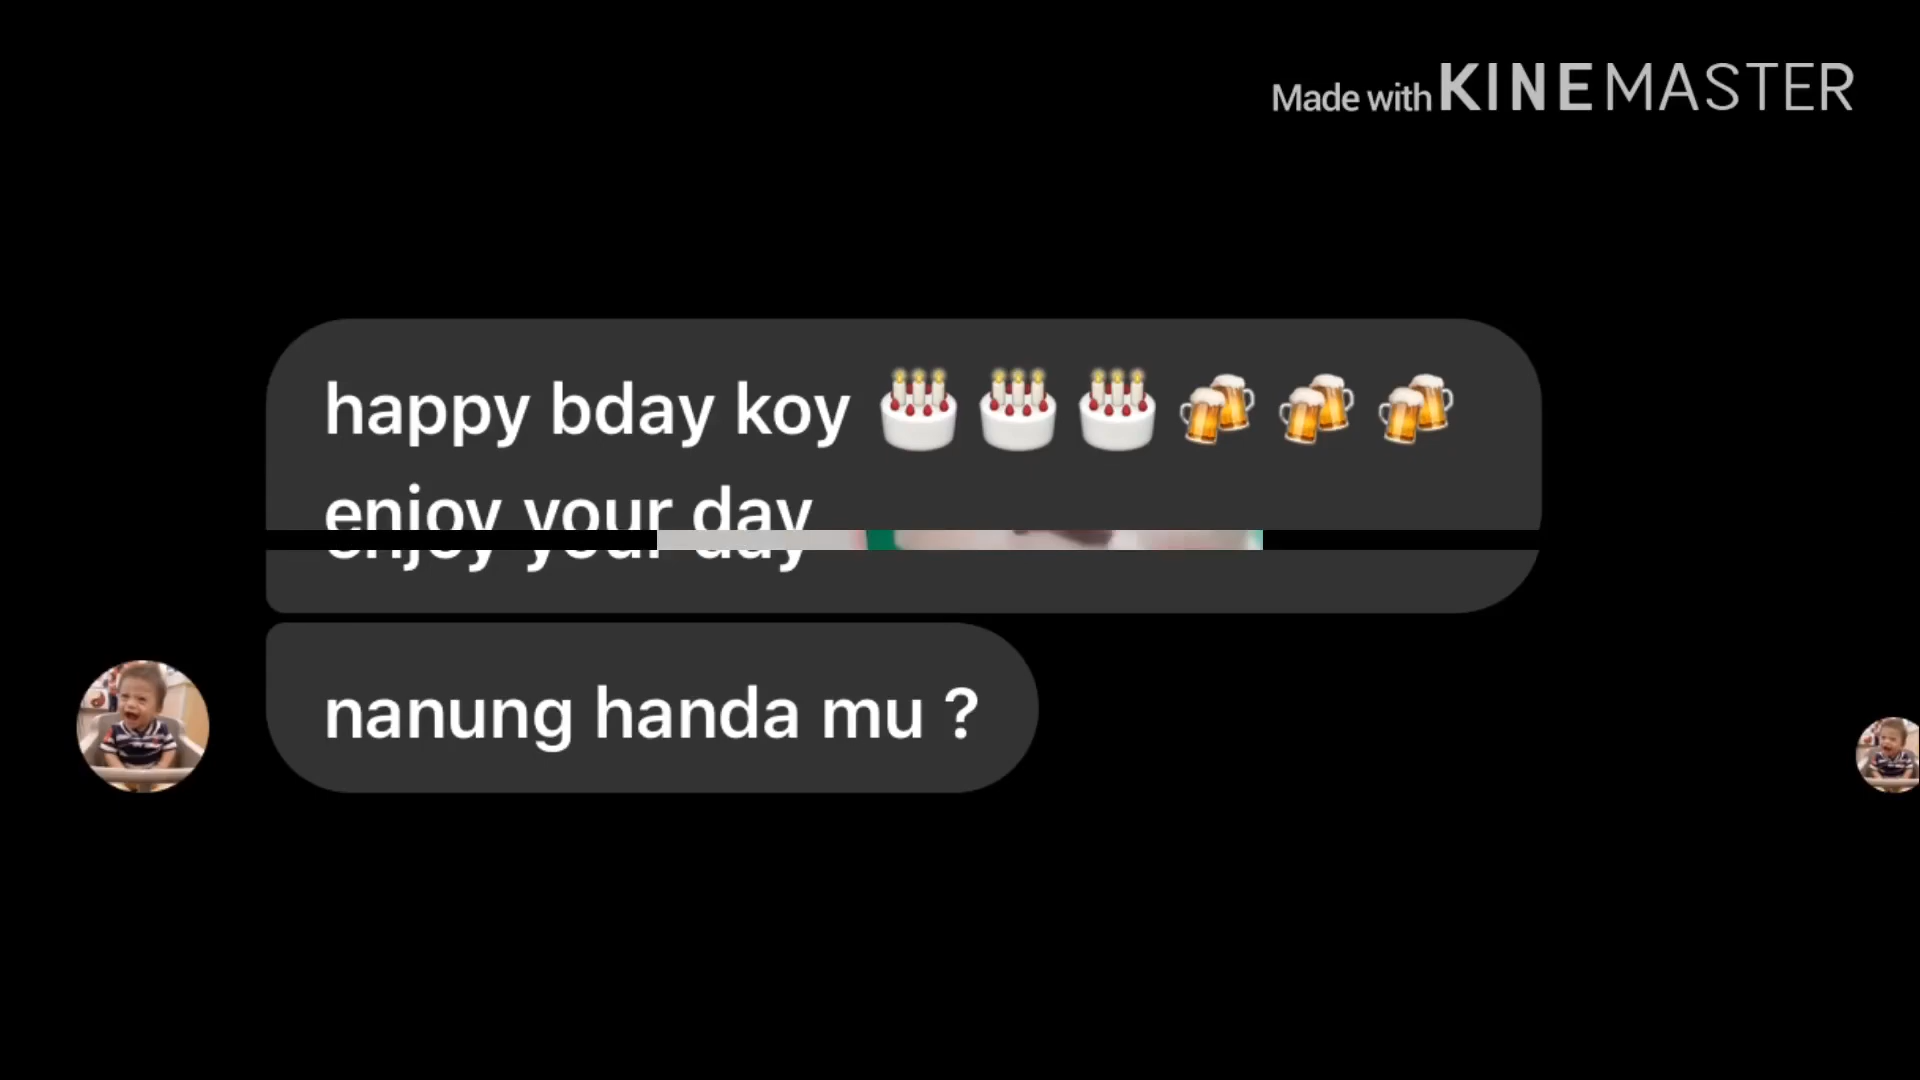 Made with KINEMASTER
happy bday koy 🎂 🎂 🎂 🍻 🍻 🍻
enjoy your day
nanung handa mu ?